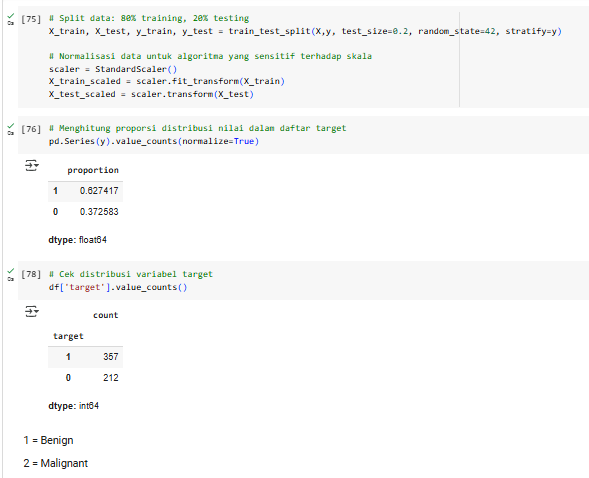 [75] # Split data: 80% training, 20% testing
X_train, X_test, y_train, y_test = train_test_split(X,y, test_size=0.2, random_state=42, stratify=y)
# Normalisasi data untuk algoritma yang sensitif terhadap skala
scaler = StandardScaler()
X_train_scaled = scaler.fit_transform(X_train)
X_test_scaled = scaler.transform(X_test)
[76] # Menghitung proporsi distribusi nilai dalam daftar target
pd.Series(y).value_counts(normalize=True)
proportion
1 0.627417
0 0.372583
dtype: float64
[78] # Cek distribusi variabel target
df['target'].value_counts()
count
target
1 357
0 212
dtype: int64
1 = Benign
2 = Malignant